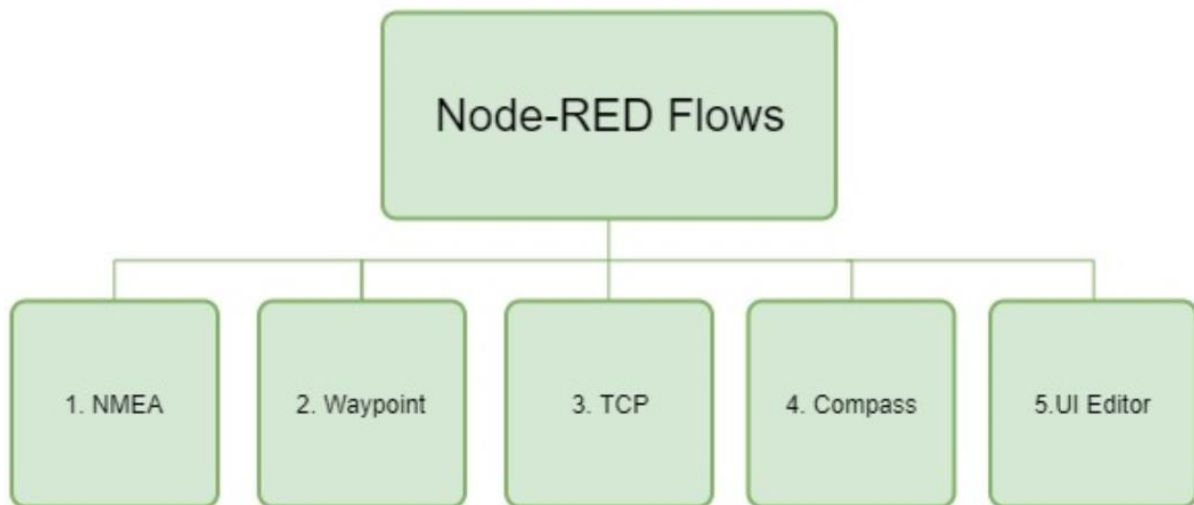 Node-RED Flows
1. NMEA
2. Waypoint
3. TCP
4. Compass
5.UI Editor